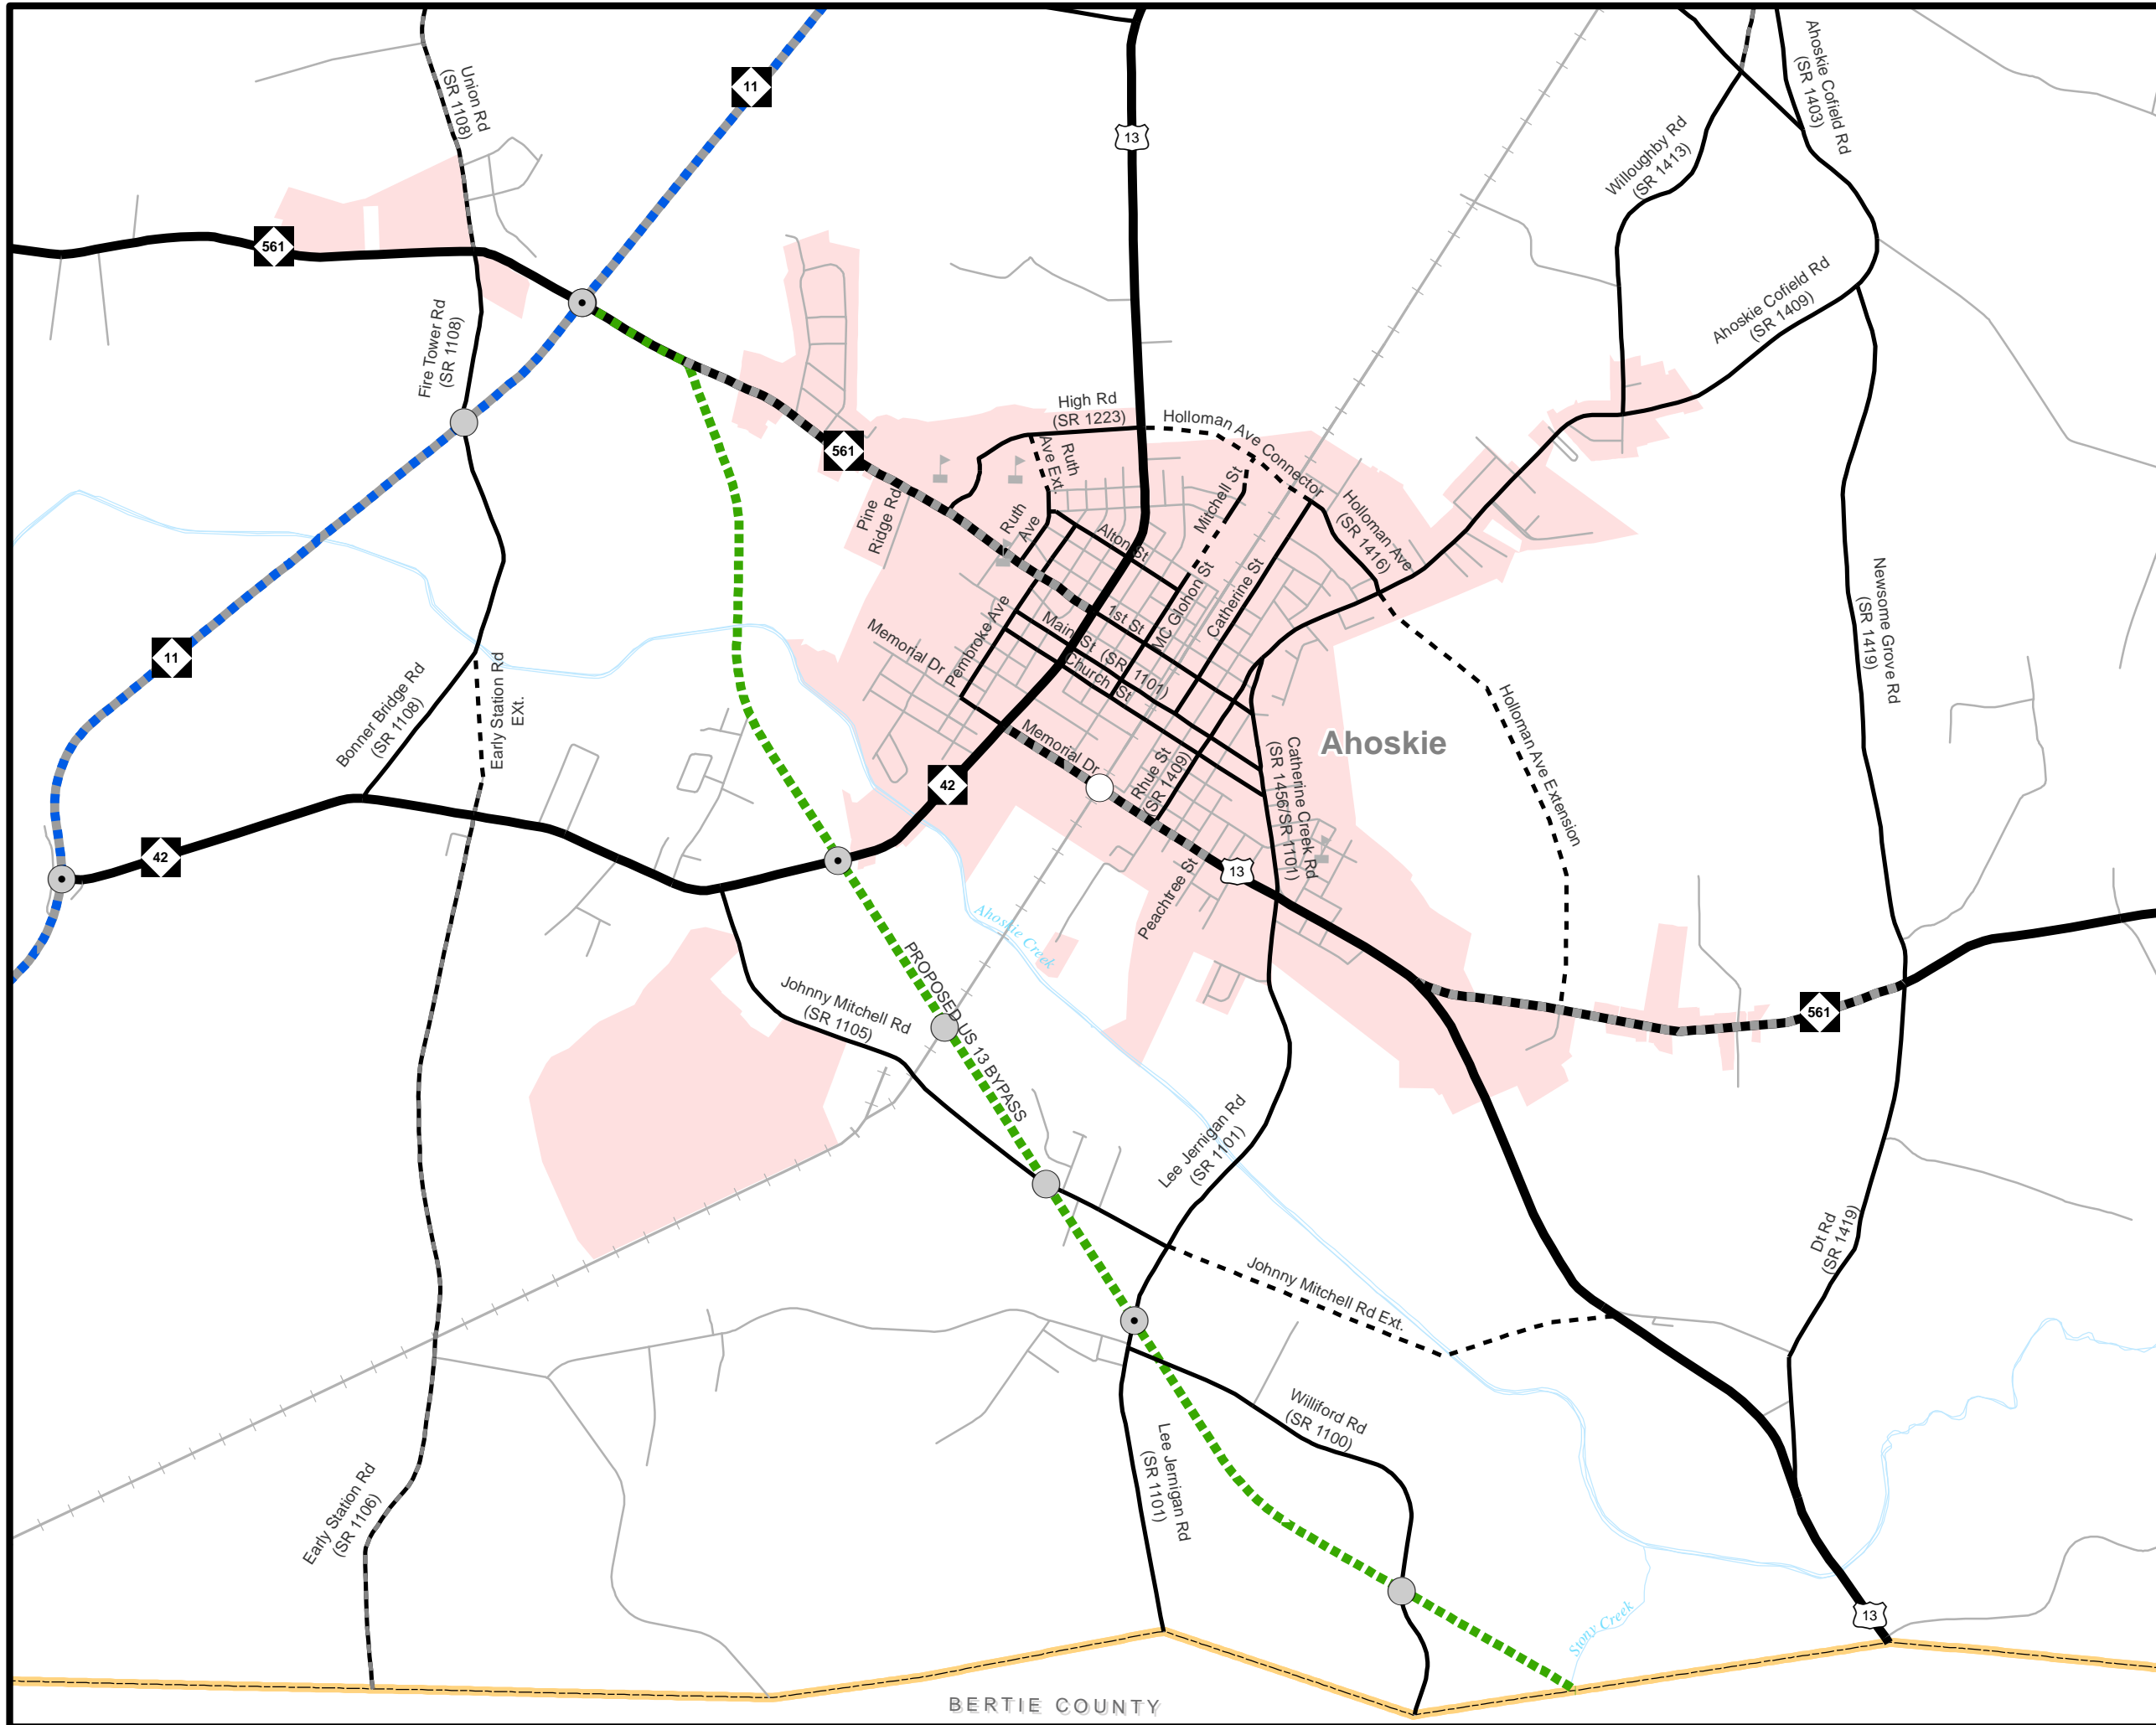 Union Rd
(SR 1108)
11
13
Ahoskie Cofield Rd
(SR 1403)
Willoughby Rd
(SR 1413)
561
Fire Tower Rd
(SR 1108)
Ahoskie Cofield Rd
(SR 1409)
High Rd
(SR 1223)
Holloman Ave Connector
561
Ruth
Ave Ext.
Mitchell St
Pine
Ridge Rd
Ruth
Ave
Alton St
Holloman Ave
(SR 1416)
MC Glohon St
Catherine St
1st St
Main St (SR 1101)
Church St
Pembroke Ave
Memorial Dr
Newsome Grove Rd
(SR 1419)
11
Bonner Bridge Rd
(SR 1108)
Early Station Rd
EXt.
Holloman Ave Extension
Ahoskie
Memorial Dr
Rhue St
(SR 1409)
Catherine Creek Rd
(SR 1456/SR 1101)
42
42
13
Peachtree St
Ahoskie Creek
PROPOSED US 13 BYPASS
Johnny Mitchell Rd
(SR 1105)
561
Lee Jernigan Rd
(SR 1101)
Dt Rd
(SR 1419)
Johnny Mitchell Rd Ext.
Williford Rd
(SR 1100)
Lee Jernigan Rd
(SR 1101)
Early Station Rd
(SR 1106)
Stony Creek
13
BERTIE COUNTY